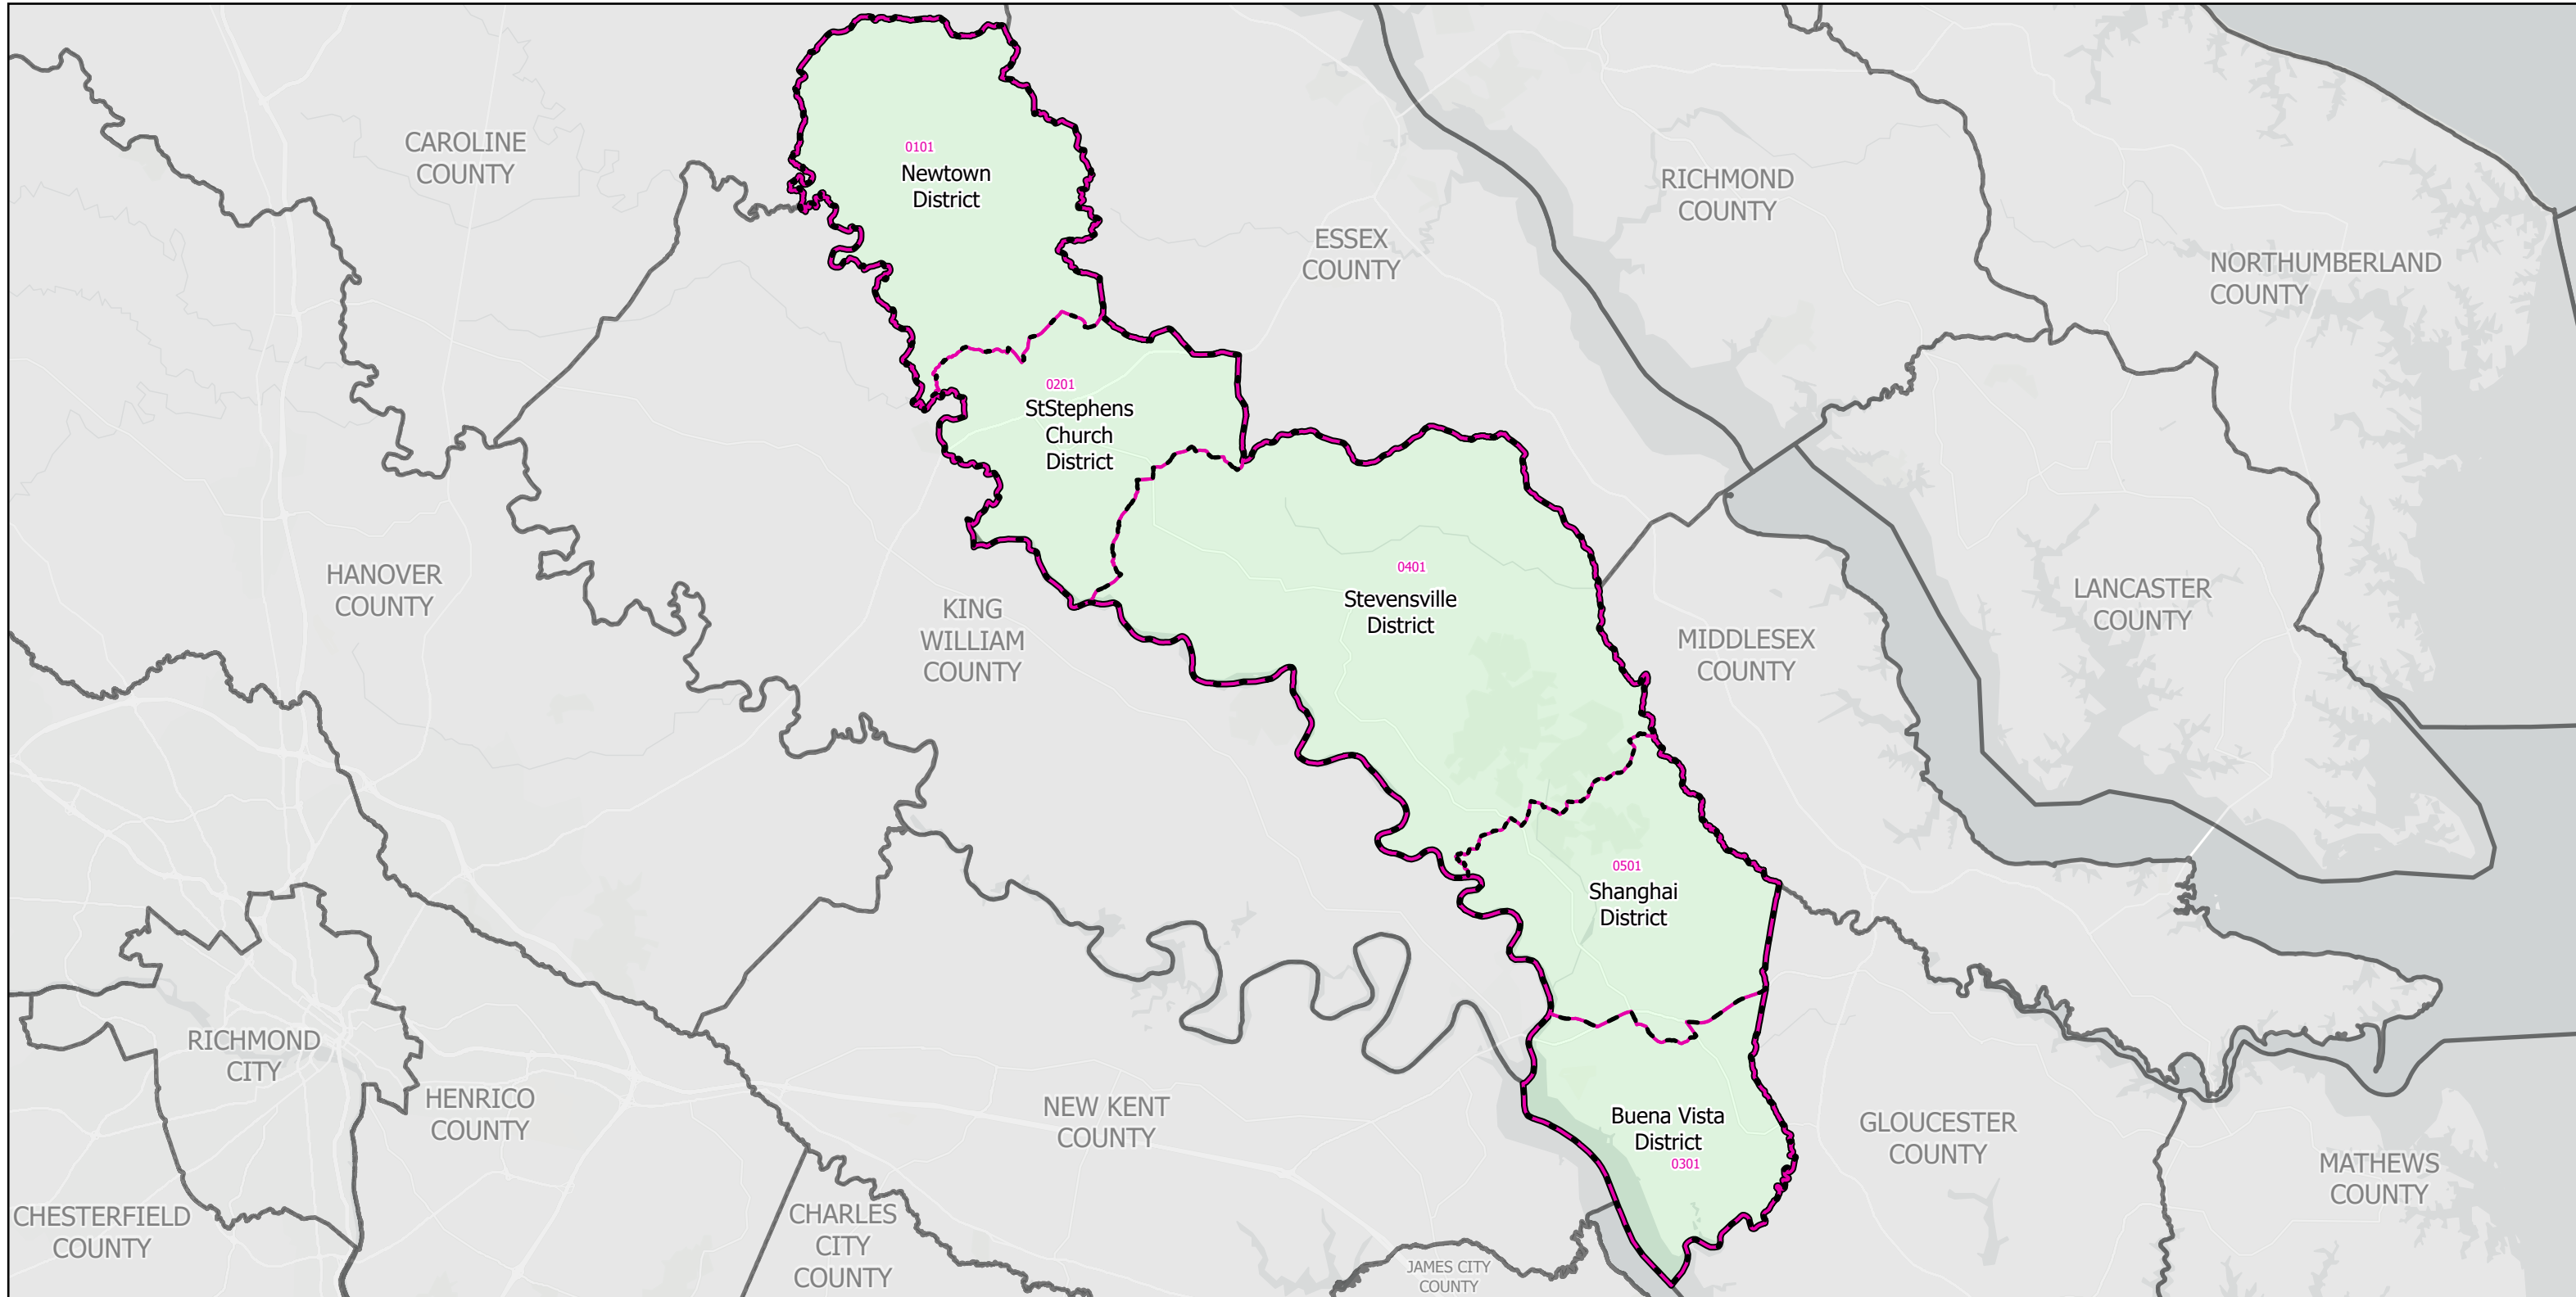 CAROLINE
COUNTY
0101
Newtown
District
RICHMOND
COUNTY
ESSEX
COUNTY
NORTHUMBERLAND
COUNTY
0201
StStephens
Church
District
HANOVER
COUNTY
KING
WILLIAM
COUNTY
0401
Stevensville
District
MIDDLESEX
COUNTY
LANCASTER
COUNTY
0501
Shanghai
District
RICHMOND
CITY
HENRICO
COUNTY
NEW KENT
COUNTY
Buena Vista
District
0301
GLOUCESTER
COUNTY
MATHEWS
COUNTY
CHESTERFIELD
COUNTY
CHARLES
CITY
COUNTY
JAMES CITY
COUNTY